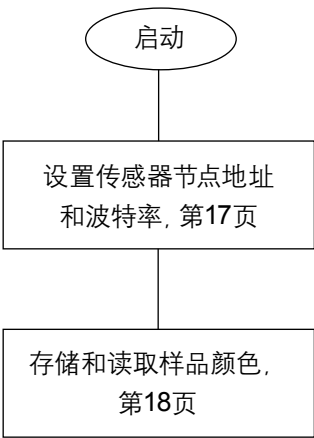 启动
设置传感器节点地址
和波特率, 第17页
存储和读取样品颜色,
第18页